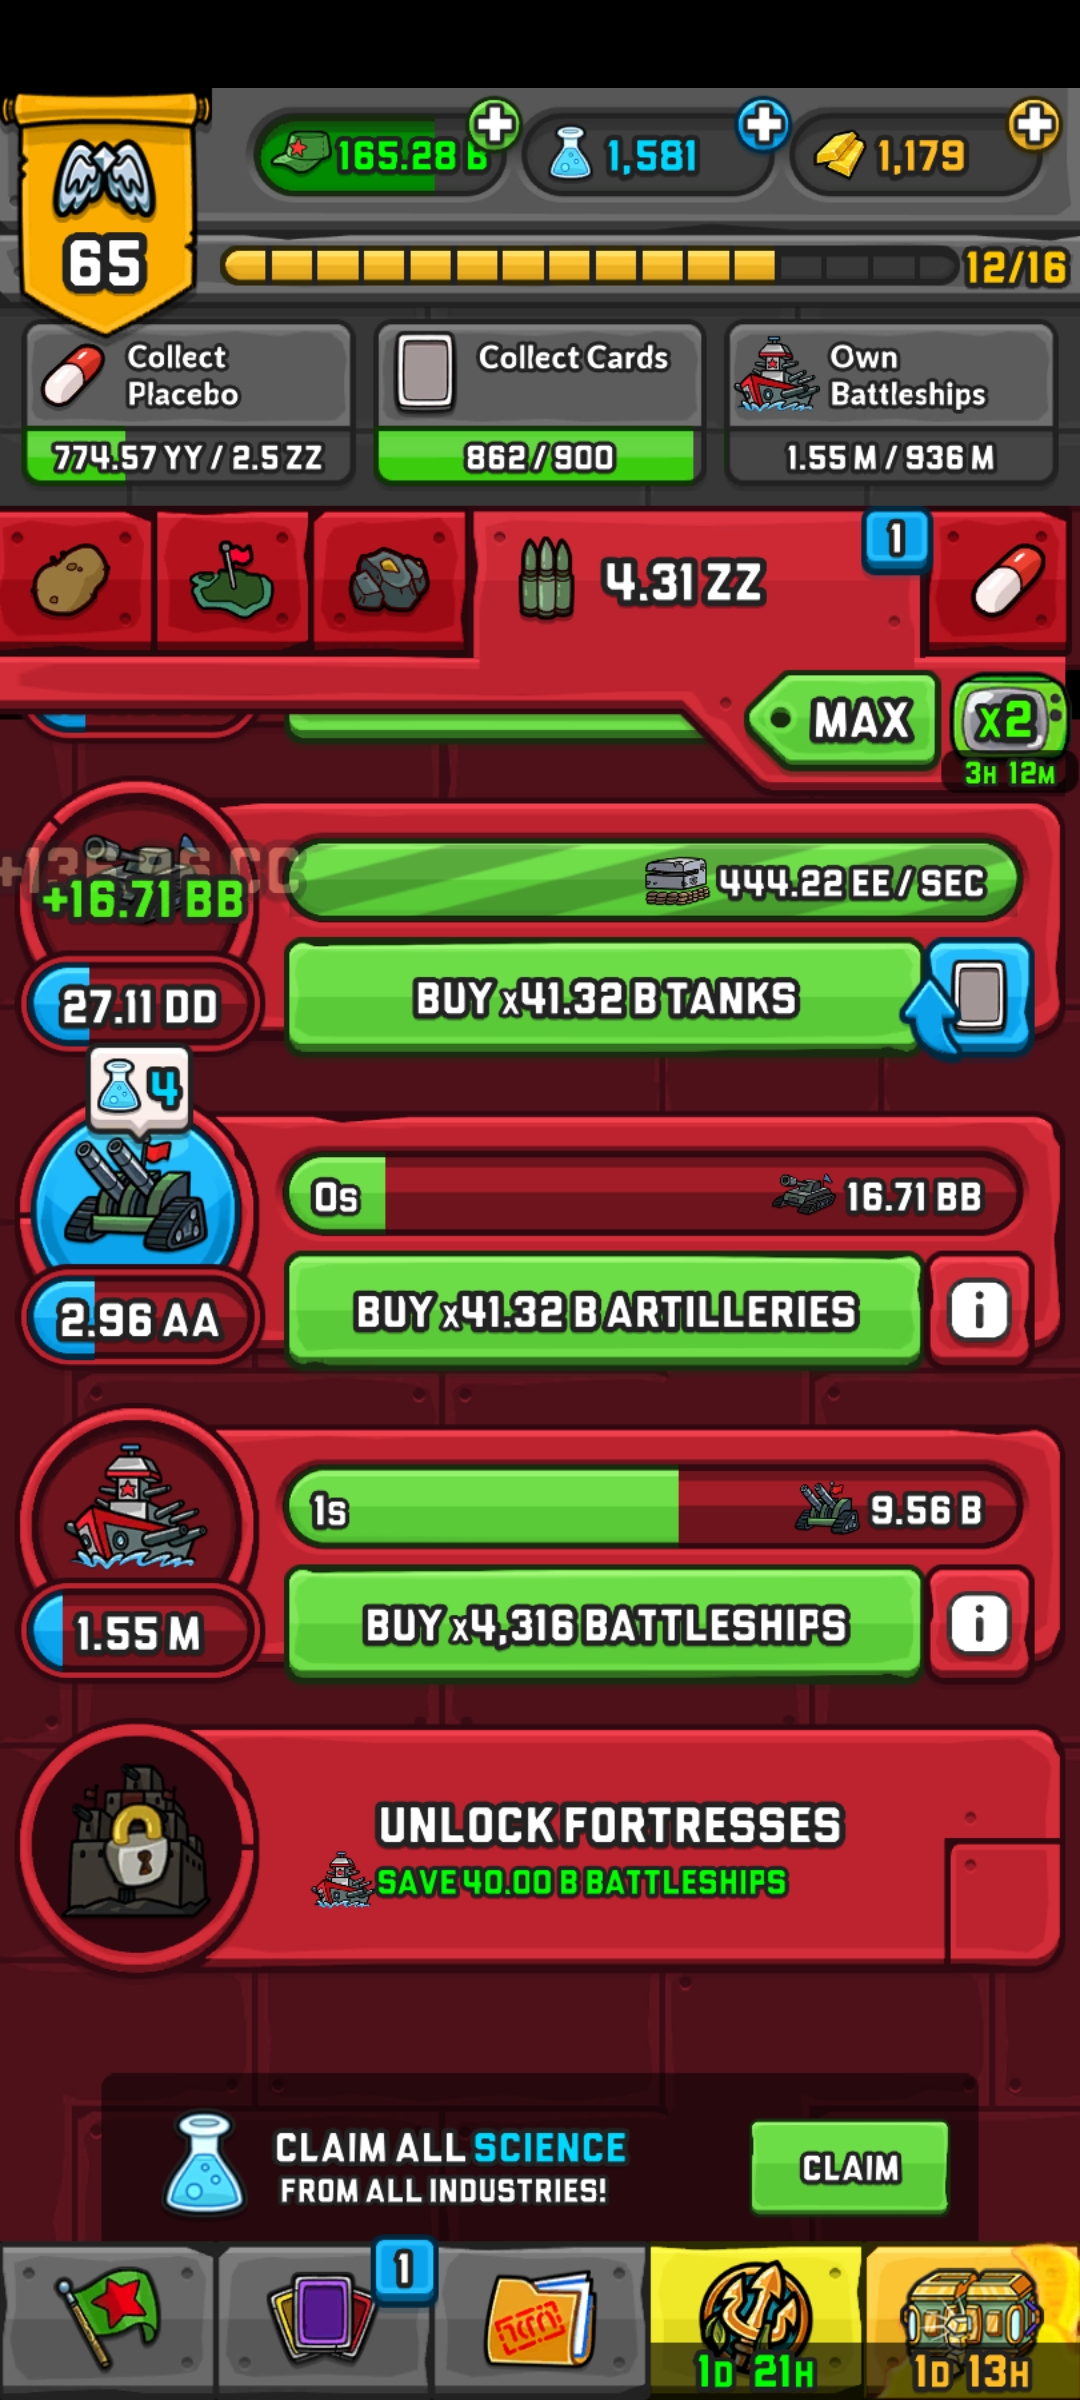 165.28 B
1,581
1,179
65
12/16
Collect
Placebo
774.57 YY / 2.5 ZZ
Collect Cards
862/900
Own
Battleships
1.55 M / 936 M
4.31 ZZ
1
MAX
x2
3H 12M
+16.71 BB
444.22 EE / SEC
27.11 DD
BUY x41.32 B TANKS
4
0s
16.71 BB
2.96 AA
BUY x41.32 B ARTILLERIES
i
1s
9.56 B
1.55 M
BUY x4,316 BATTLESHIPS
i
UNLOCK FORTRESSES
SAVE 40.00 B BATTLESHIPS
CLAIM ALL SCIENCE
FROM ALL INDUSTRIES!
CLAIM
1
1D 21H
1D 13H